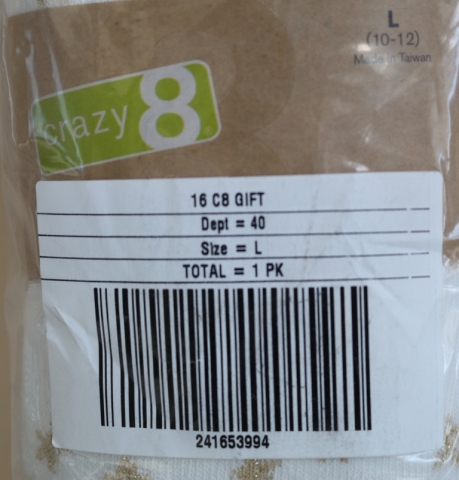 L
(10-12)
Made in Taiwan
crazy 8
16 C8 GIFT
Dept = 40
Size = L
TOTAL = 1 PK
241653994